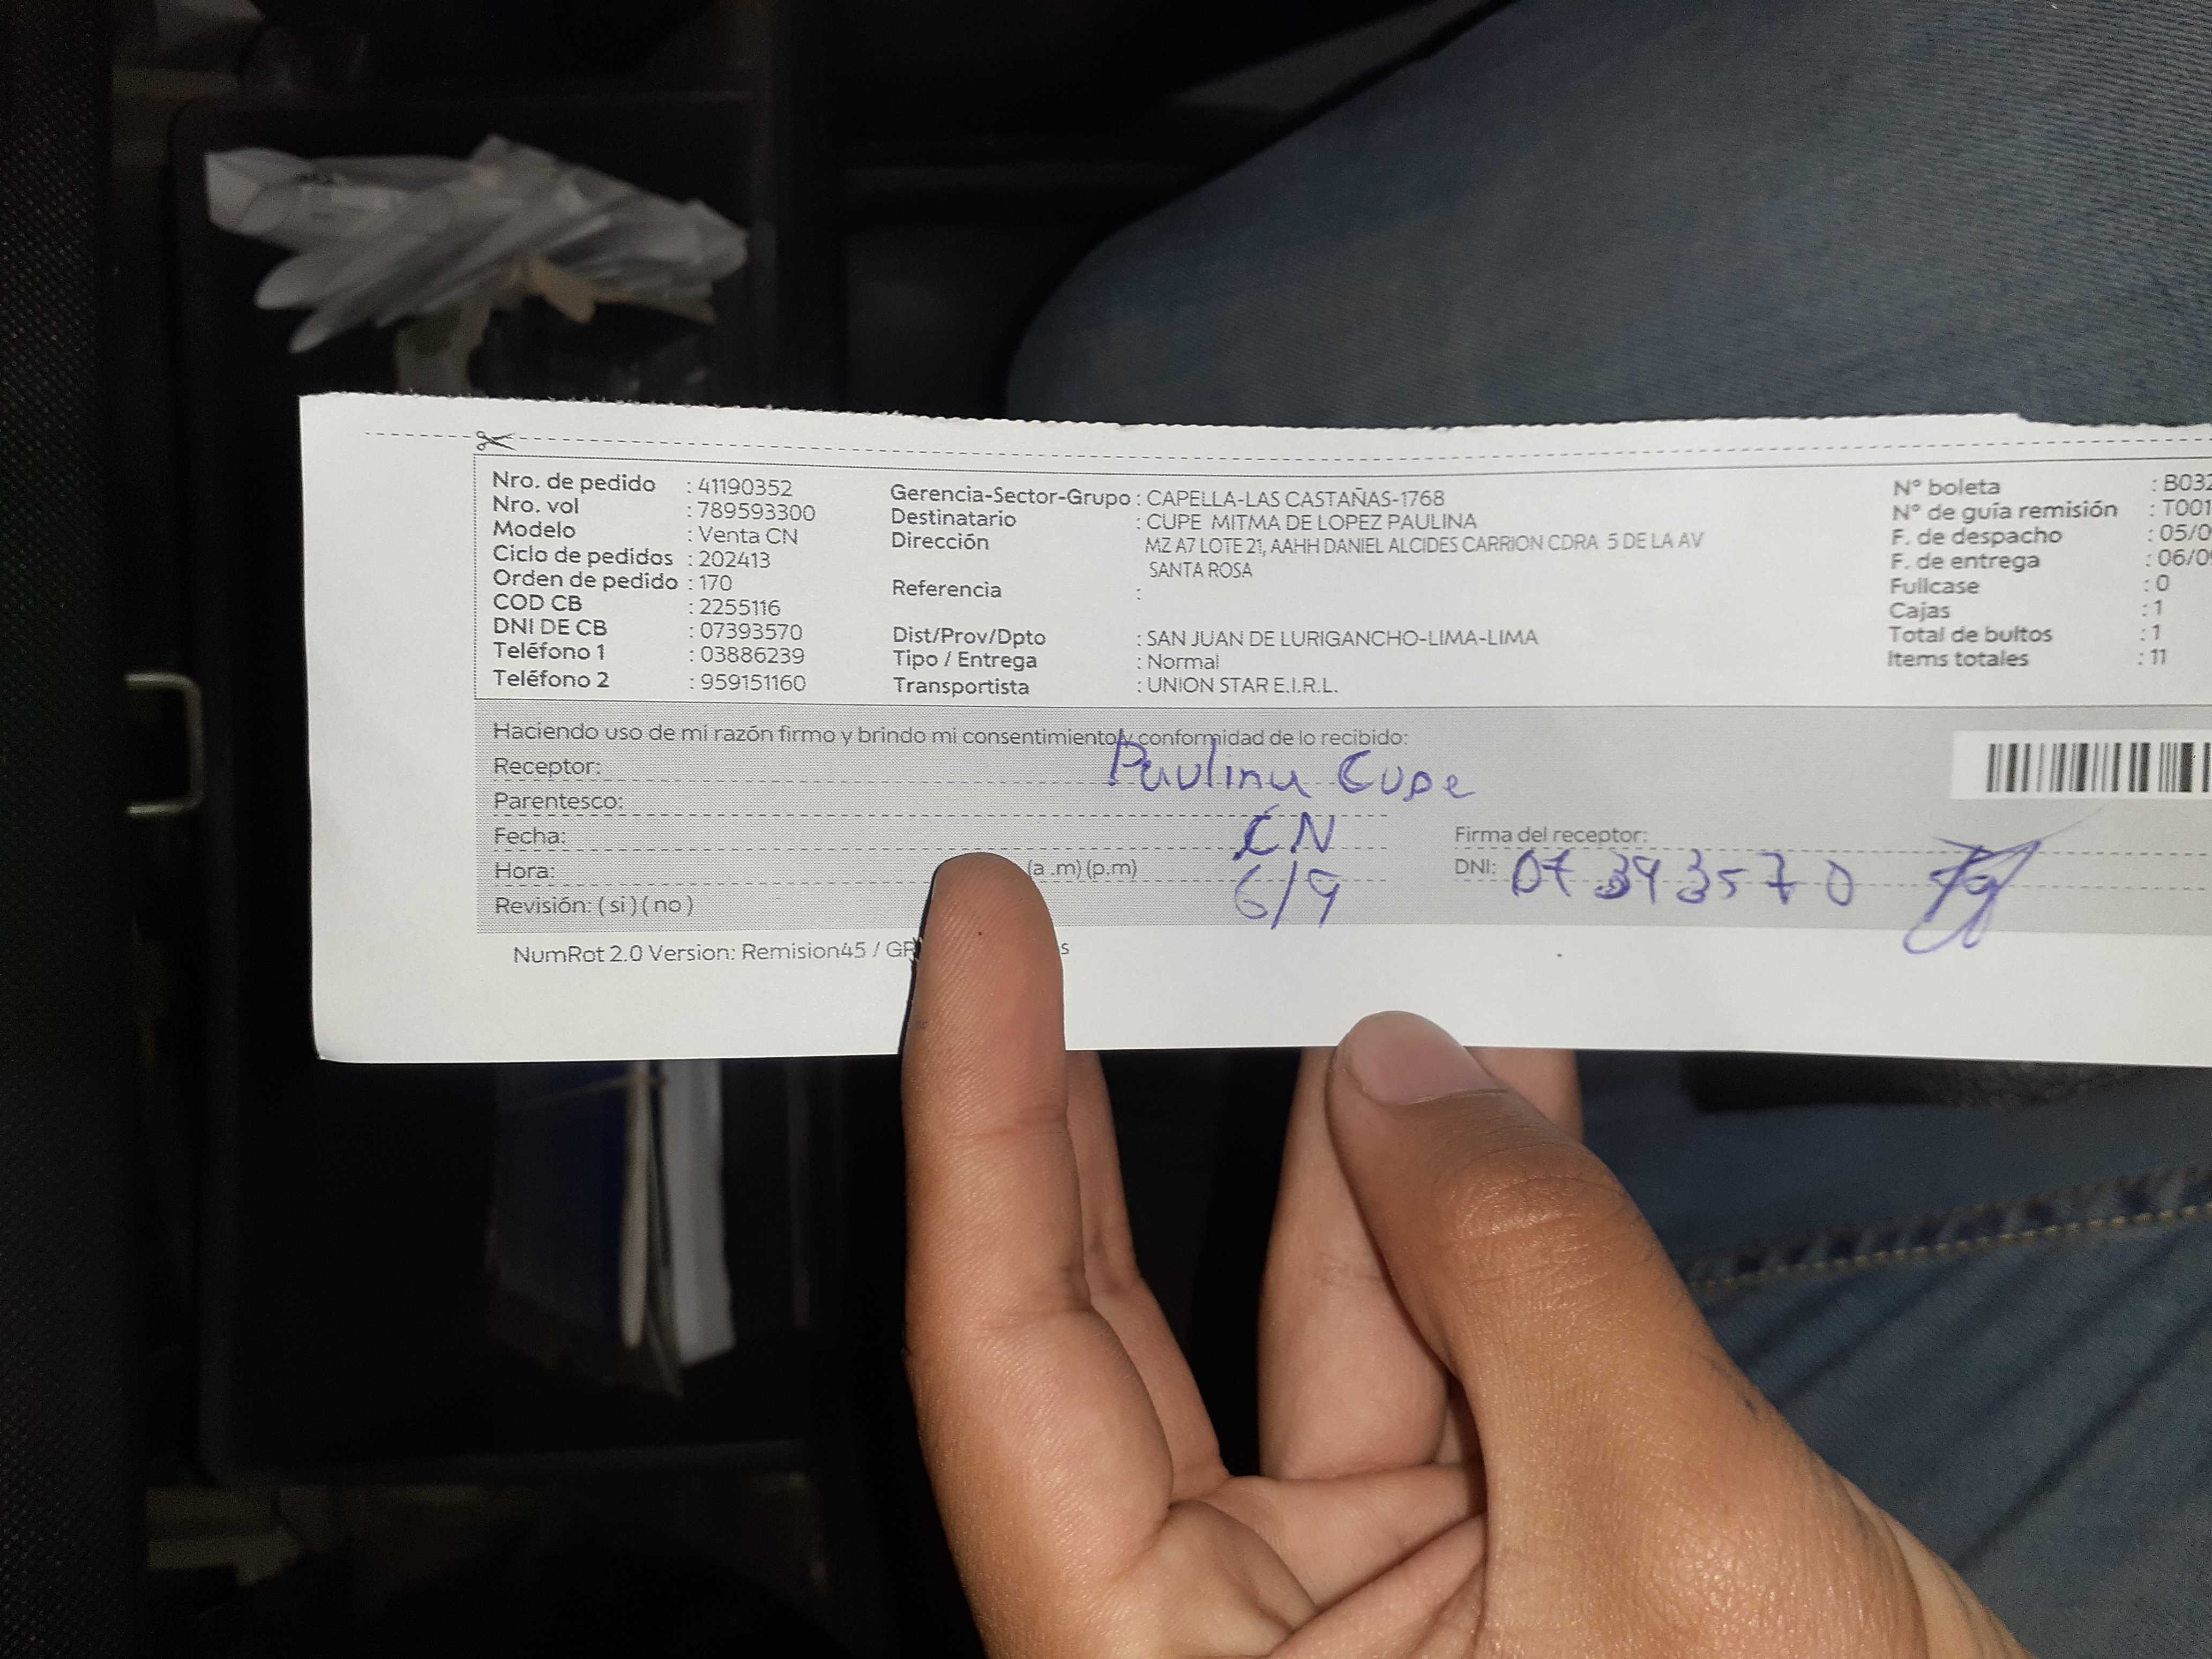 Nro. de pedido : 41190352
Nro. vol : 789593300
Modelo : Venta CN
Ciclo de pedidos : 202413
Orden de pedido : 170
COD CB : 2255116
DNI DE CB : 07393570
Teléfono 1 : 03886239
Teléfono 2 : 959151160
Gerencia-Sector-Grupo : CAPELLA-LAS CASTAÑAS-1768
Destinatario : CUPE MITMA DE LOPEZ PAULINA
Dirección MZ A7 LOTE 21, AAHH DANIEL ALCIDES CARRION CDRA 5 DE LA AV
SANTA ROSA
Referencia :
Dist/Prov/Dpto : SAN JUAN DE LURIGANCHO-LIMA-LIMA
Tipo / Entrega : Normal
Transportista : UNION STAR E.I.R.L.
N° boleta : B032
N° de guía remisión : T001
F. de despacho : 05/0
F. de entrega : 06/0
Fullcase : 0
Cajas : 1
Total de bultos : 1
Items totales : 11
Haciendo uso de mi razón firmo y brindo mi consentimiento y conformidad de lo recibido:
Receptor: Paulina Cupe
Parentesco: CN
Fecha: 6/9
Hora: (a .m) (p.m)
Revisión: ( si ) ( no )
Firma del receptor:
DNI: 07393570
NumRot 2.0 Version: Remision45 /